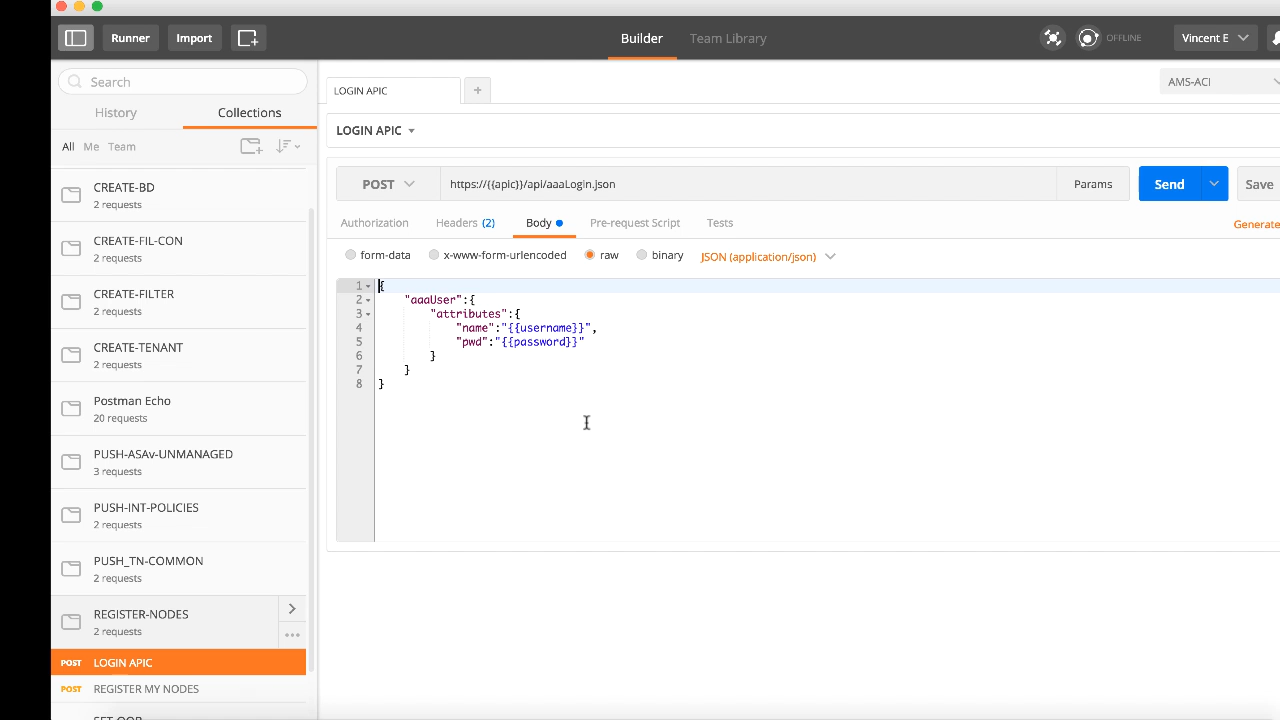 Runner
Import
Builder
Team Library
OFFLINE
Vincent E
Search
History
Collections
All Me Team
CREATE-BD
2 requests
CREATE-FIL-CON
2 requests
CREATE-FILTER
2 requests
CREATE-TENANT
2 requests
Postman Echo
20 requests
PUSH-ASAv-UNMANAGED
3 requests
PUSH-INT-POLICIES
2 requests
PUSH_TN-COMMON
2 requests
REGISTER-NODES
2 requests
POST LOGIN APIC
POST REGISTER MY NODES
LOGIN APIC
+
AMS-ACI
LOGIN APIC
POST
https://{{apic}}/api/aaaLogin.json
Params
Send
Save
Authorization
Headers (2)
Body
Pre-request Script
Tests
Generate
form-data
x-www-form-urlencoded
raw
binary
JSON (application/json)
1 {
2 "aaaUser":{
3 "attributes":{
4 "name":"{{username}}",
5 "pwd":"{{password}}"
6 }
7 }
8 }